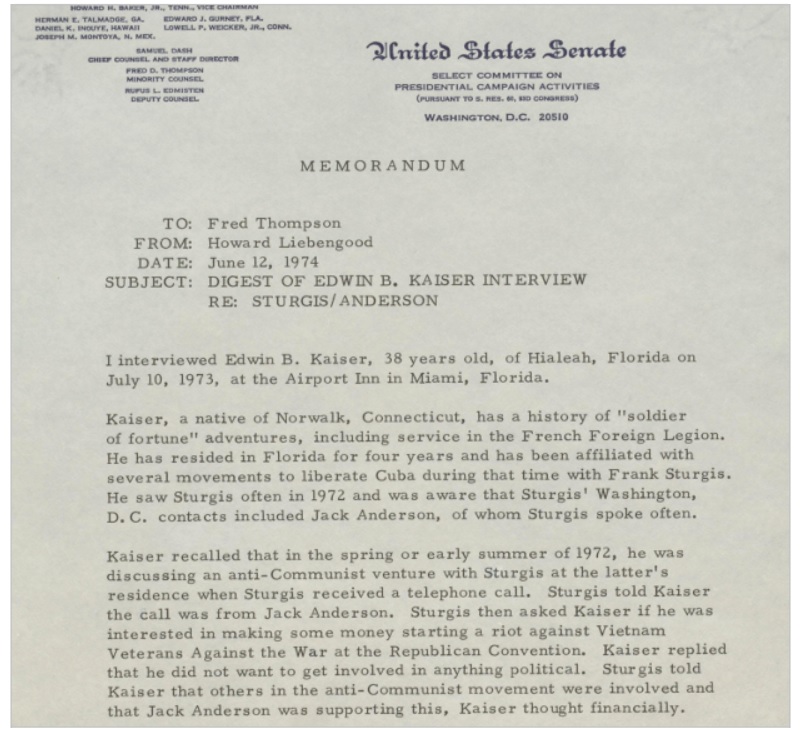 HOWARD H. BAKER, JR., TENN., VICE CHAIRMAN
HERMAN E. TALMADGE, GA. EDWARD J. GURNEY, FLA.
DANIEL K. INOUYE, HAWAII LOWELL P. WEICKER, JR., CONN.
JOSEPH M. MONTOYA, N. MEX.
SAMUEL DASH
CHIEF COUNSEL AND STAFF DIRECTOR
FRED D. THOMPSON
MINORITY COUNSEL
RUFUS L. EDMISTEN
DEPUTY COUNSEL
United States Senate
SELECT COMMITTEE ON
PRESIDENTIAL CAMPAIGN ACTIVITIES
(PURSUANT TO S. RES. 60, 93D CONGRESS)
WASHINGTON, D.C. 20510
MEMORANDUM
TO: Fred Thompson
FROM: Howard Liebengood
DATE: June 12, 1974
SUBJECT: DIGEST OF EDWIN B. KAISER INTERVIEW
RE: STURGIS/ANDERSON
I interviewed Edwin B. Kaiser, 38 years old, of Hialeah, Florida on
July 10, 1973, at the Airport Inn in Miami, Florida.
Kaiser, a native of Norwalk, Connecticut, has a history of "soldier
of fortune" adventures, including service in the French Foreign Legion.
He has resided in Florida for four years and has been affiliated with
several movements to liberate Cuba during that time with Frank Sturgis.
He saw Sturgis often in 1972 and was aware that Sturgis' Washington,
D.C. contacts included Jack Anderson, of whom Sturgis spoke often.
Kaiser recalled that in the spring or early summer of 1972, he was
discussing an anti-Communist venture with Sturgis at the latter's
residence when Sturgis received a telephone call. Sturgis told Kaiser
the call was from Jack Anderson. Sturgis then asked Kaiser if he was
interested in making some money starting a riot against Vietnam
Veterans Against the War at the Republican Convention. Kaiser replied
that he did not want to get involved in anything political. Sturgis told
Kaiser that others in the anti-Communist movement were involved and
that Jack Anderson was supporting this, Kaiser thought financially.